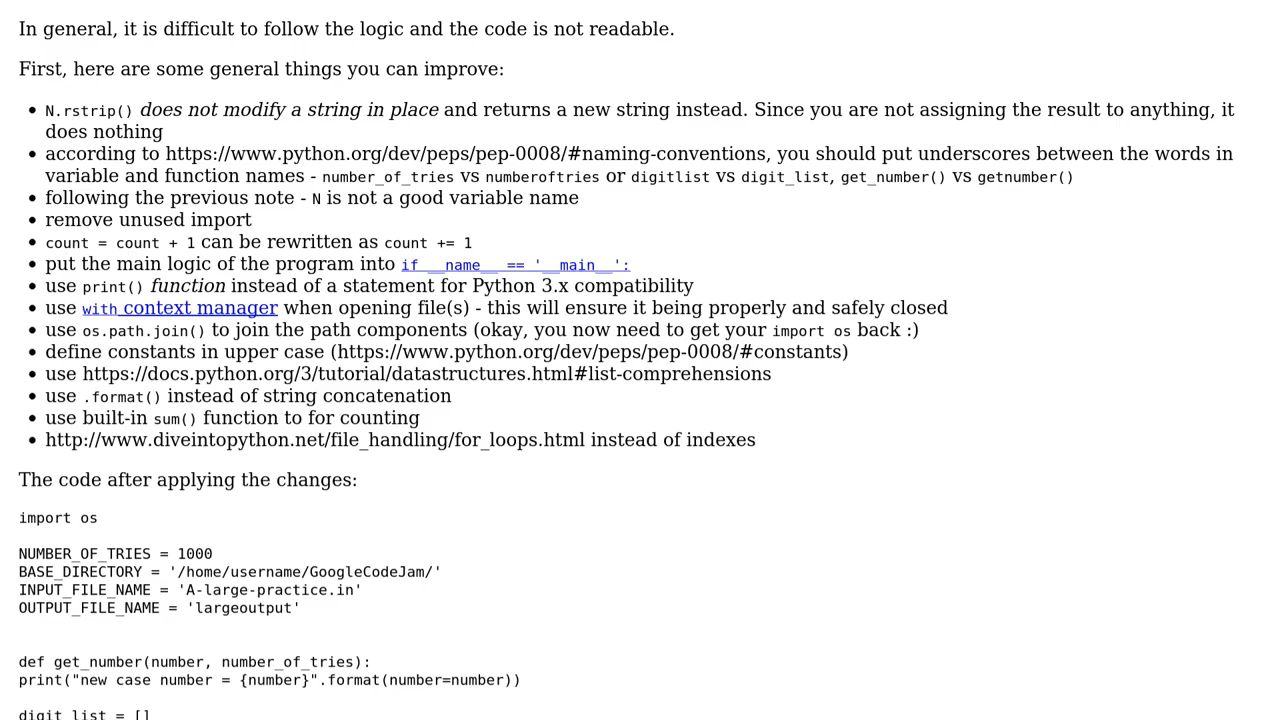 In general, it is difficult to follow the logic and the code is not readable.
First, here are some general things you can improve:
N.rstrip() does not modify a string in place and returns a new string instead. Since you are not assigning the result to anything, it
does nothing
according to https://www.python.org/dev/peps/pep-0008/#naming-conventions, you should put underscores between the words in
variable and function names - number_of_tries vs numberoftries or digitlist vs digit_list, get_number() vs getnumber()
following the previous note - N is not a good variable name
remove unused import
count = count + 1 can be rewritten as count += 1
put the main logic of the program into if __name__ == '__main__':
use print() function instead of a statement for Python 3.x compatibility
use with context manager when opening file(s) - this will ensure it being properly and safely closed
use os.path.join() to join the path components (okay, you now need to get your import os back :)
define constants in upper case (https://www.python.org/dev/peps/pep-0008/#constants)
use https://docs.python.org/3/tutorial/datastructures.html#list-comprehensions
use .format() instead of string concatenation
use built-in sum() function to for counting
http://www.diveintopython.net/file_handling/for_loops.html instead of indexes
The code after applying the changes:
import os
NUMBER_OF_TRIES = 1000
BASE_DIRECTORY = '/home/username/GoogleCodeJam/'
INPUT_FILE_NAME = 'A-large-practice.in'
OUTPUT_FILE_NAME = 'largeoutput'
def get_number(number, number_of_tries):
print("new case number = {number}".format(number=number))
digit_list = []